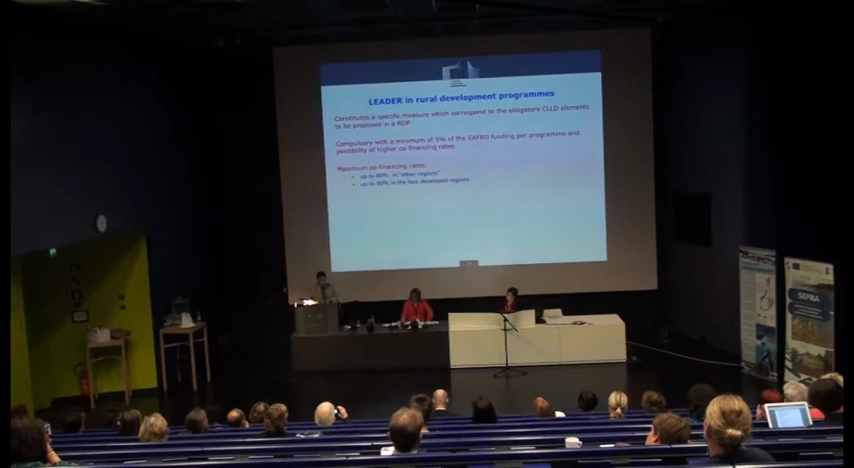 LEADER in rural development programmes
Constitutes a specific measure which correspond to the obligatory CLLD elements
to be proposed in a RDP
Compulsory with a minimum of 5% of the EAFRD funding per programme and
possibility of higher co-financing rates
Maximum co-financing rates:
• up to 80% in "other regions"
• up to 90% in the less developed regions
SEPRA